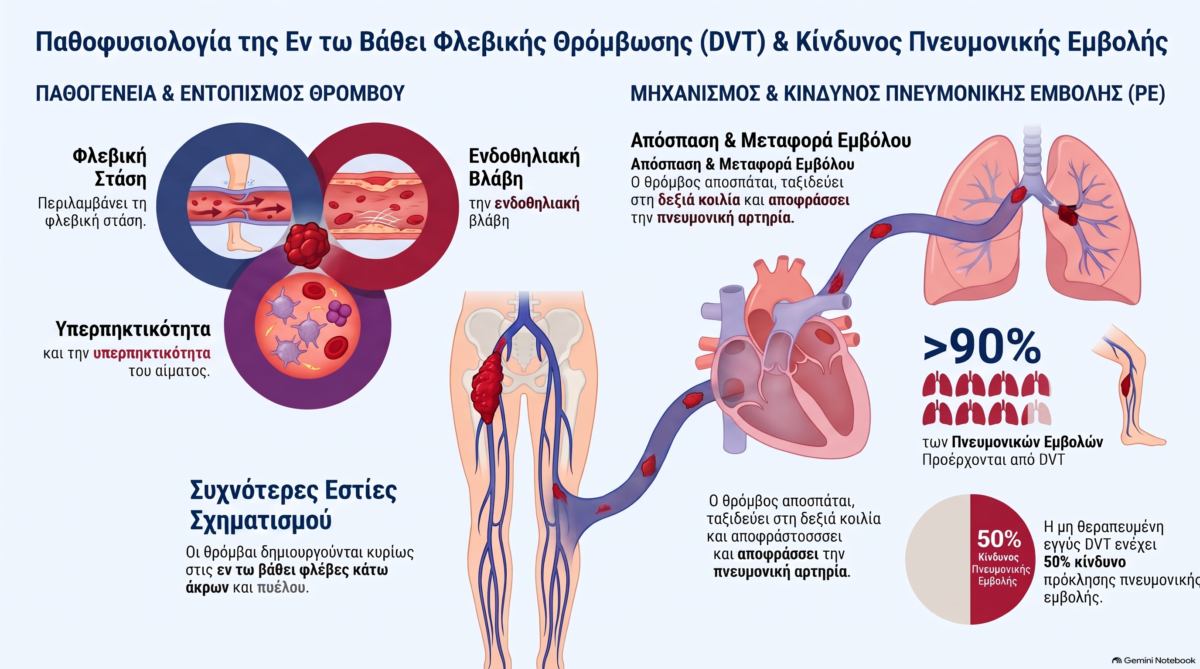 Παθοφυσιολογία της Εν τω Βάθει Φλεβικής Θρόμβωσης (DVT) & Κίνδυνος Πνευμονικής Εμβολής
ΠΑΘΟΓΕΝΕΙΑ & ΕΝΤΟΠΙΣΜΟΣ ΘΡΟΜΒΟΥ
Φλεβική
Στάση
Περιλαμβάνει τη
φλεβική στάση.
Ενδοθηλιακή
Βλάβη
την ενδοθηλιακή
βλάβη
Υπερπηκτικότητα
και την υπερπηκτικότητα
του αίματος.
Συχνότερες Εστίες
Σχηματισμού
Οι θρόμβαι δημιουργούνται κυρίως
στις εν τω βάθει φλέβες κάτω
άκρων και πυέλου.
ΜΗΧΑΝΙΣΜΟΣ & ΚΙΝΔΥΝΟΣ ΠΝΕΥΜΟΝΙΚΗΣ ΕΜΒΟΛΗΣ (PE)
Απόσπαση & Μεταφορά Εμβόλου
Απόσπαση & Μεταφορά Εμβόλου
Ο θρόμβος αποσπάται, ταξιδεύει
στη δεξιά κοιλία και αποφράσσει
την πνευμονική αρτηρία.
Ο θρόμβος αποσπάται,
ταξιδεύει στη δεξιά κοιλία
και αποφράστοσσσει
και αποφράσσει την
πνευμονική αρτηρία.
>90%
των Πνευμονικών Εμβολών
Προέρχονται από DVT
50%
Κίνδυνος
Πνευμονικής
Εμβολής
Η μη θεραπευμένη
εγγύς DVT ενέχει
50% κίνδυνο
πρόκλησης πνευμονικής
εμβολής.
Gemini Notebook